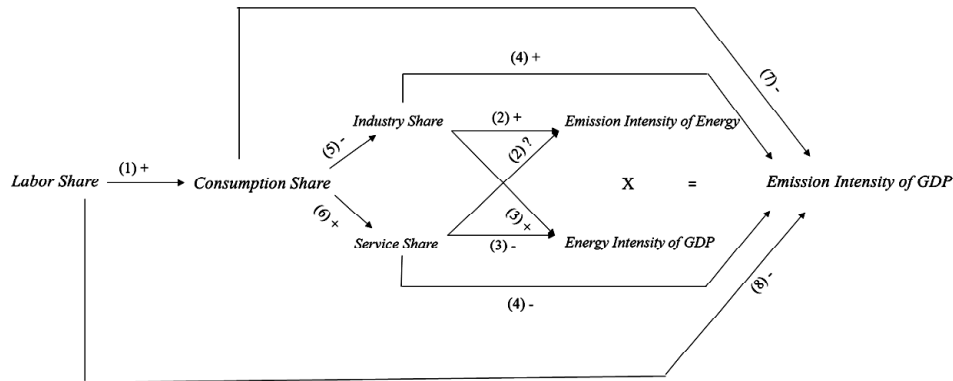 (4) +
(7) -
Industry Share
(2) +
Emission Intensity of Energy
(5) -
(2) ?
(1) +
Labor Share
Consumption Share
X
=
Emission Intensity of GDP
(6) +
(3) +
Service Share
(3) -
Energy Intensity of GDP
(4) -
(8) -